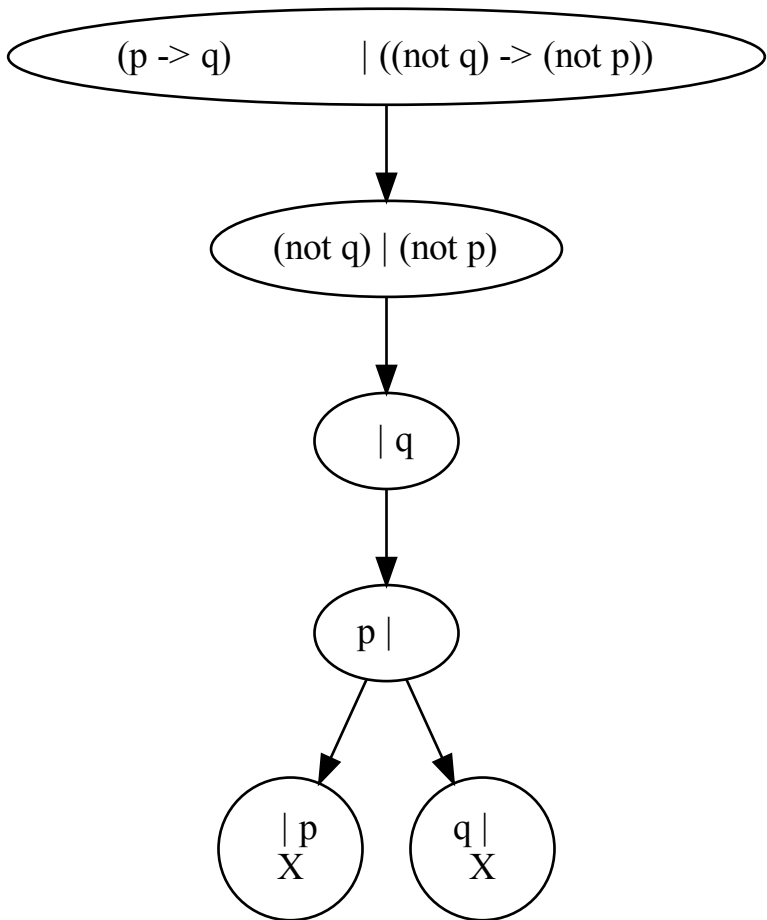 (p -> q) | ((not q) -> (not p))
(not q) | (not p)
| q
p |
| p
X
q |
X